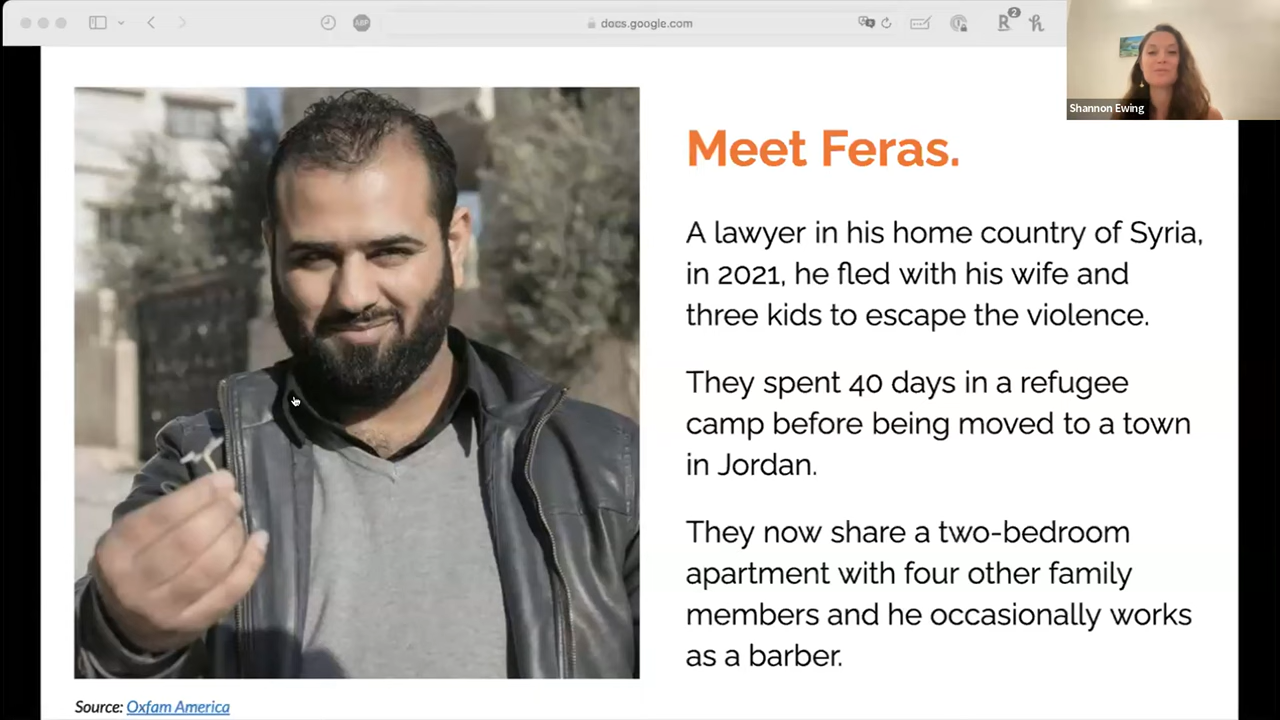 docs.google.com
2
Shannon Ewing
Meet Feras.
A lawyer in his home country of Syria,
in 2021, he fled with his wife and
three kids to escape the violence.
They spent 40 days in a refugee
camp before being moved to a town
in Jordan.
They now share a two-bedroom
apartment with four other family
members and he occasionally works
as a barber.
Source: Oxfam America